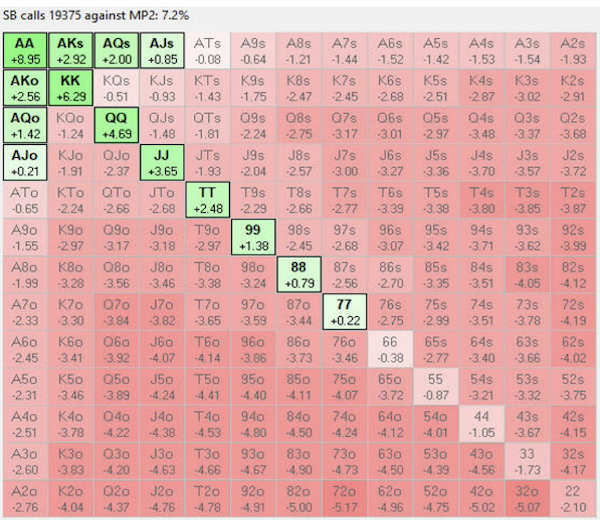 SB calls 19375 against MP2: 7.2%
AA AKs AQs AJs ATs A9s A8s A7s A6s A5s A4s A3s A2s
+8.95 +2.92 +2.00 +0.85 -0.08 -0.64 -1.21 -1.44 -1.52 -1.42 -1.53 -1.54 -1.93
AKo KK KQs KJs KTs K9s K8s K7s K6s K5s K4s K3s K2s
+2.56 +6.29 -0.51 -0.93 -1.43 -1.75 -2.47 -2.45 -2.68 -2.51 -2.87 -3.02 -2.91
AQo KQo QQ QJs QTs Q9s Q8s Q7s Q6s Q5s Q4s Q3s Q2s
+1.42 -1.24 +4.69 -1.48 -1.81 -2.24 -2.75 -3.17 -3.01 -2.97 -3.48 -3.37 -3.68
AJo KJo QJo JJ JTs J9s J8s J7s J6s J5s J4s J3s J2s
+0.21 -1.91 -2.37 +3.65 -1.93 -2.04 -2.57 -3.00 -3.27 -3.36 -3.70 -3.57 -3.72
ATo KTo QTo JTo TT T9s T8s T7s T6s T5s T4s T3s T2s
-0.65 -2.24 -2.66 -2.68 +2.48 -2.29 -2.66 -2.77 -3.39 -3.38 -3.80 -3.85 -3.87
A9o K9o Q9o J9o T9o 99 98s 97s 96s 95s 94s 93s 92s
-1.55 -2.97 -3.17 -3.18 -2.97 +1.38 -2.45 -2.68 -3.07 -3.42 -3.71 -3.62 -3.99
A8o K8o Q8o J8o T8o 98o 88 87s 86s 85s 84s 83s 82s
-1.99 -3.28 -3.56 -3.46 -3.38 -3.24 +0.79 -2.56 -2.70 -3.35 -3.51 -4.05 -4.12
A7o K7o Q7o J7o T7o 97o 87o 77 76s 75s 74s 73s 72s
-2.33 -3.30 -3.84 -3.82 -3.65 -3.59 -3.44 +0.22 -2.75 -2.99 -3.51 -3.78 -4.19
A6o K6o Q6o J6o T6o 96o 86o 76o 66 65s 64s 63s 62s
-2.45 -3.41 -3.92 -4.07 -4.14 -3.86 -3.73 -3.46 -0.38 -2.77 -3.40 -3.66 -4.02
A5o K5o Q5o J5o T5o 95o 85o 75o 65o 55 54s 53s 52s
-2.31 -3.46 -3.89 -4.24 -4.41 -4.40 -4.11 -4.07 -3.72 -0.87 -3.21 -3.32 -3.75
A4o K4o Q4o J4o T4o 94o 84o 74o 64o 54o 44 43s 42s
-2.51 -3.78 -4.22 -4.38 -4.53 -4.80 -4.50 -4.24 -4.12 -4.01 -1.05 -3.67 -4.15
A3o K3o Q3o J3o T3o 93o 83o 73o 63o 53o 43o 33 32s
-2.60 -3.83 -4.20 -4.63 -4.66 -4.67 -4.90 -4.73 -4.50 -4.39 -4.56 -1.73 -4.17
A2o K2o Q2o J2o T2o 92o 82o 72o 62o 52o 42o 32o 22
-2.76 -4.04 -4.37 -4.76 -4.78 -4.91 -5.00 -5.17 -4.96 -4.75 -5.02 -5.07 -2.10